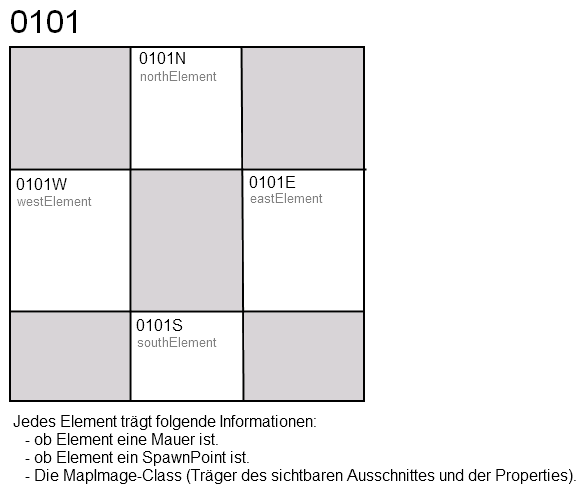 0101
0101N
northElement
0101W
westElement
0101E
eastElement
0101S
southElement
Jedes Element trägt folgende Informationen:
- ob Element eine Mauer ist.
- ob Element ein SpawnPoint ist.
- Die MapImage-Class (Träger des sichtbaren Ausschnittes und der Properties).